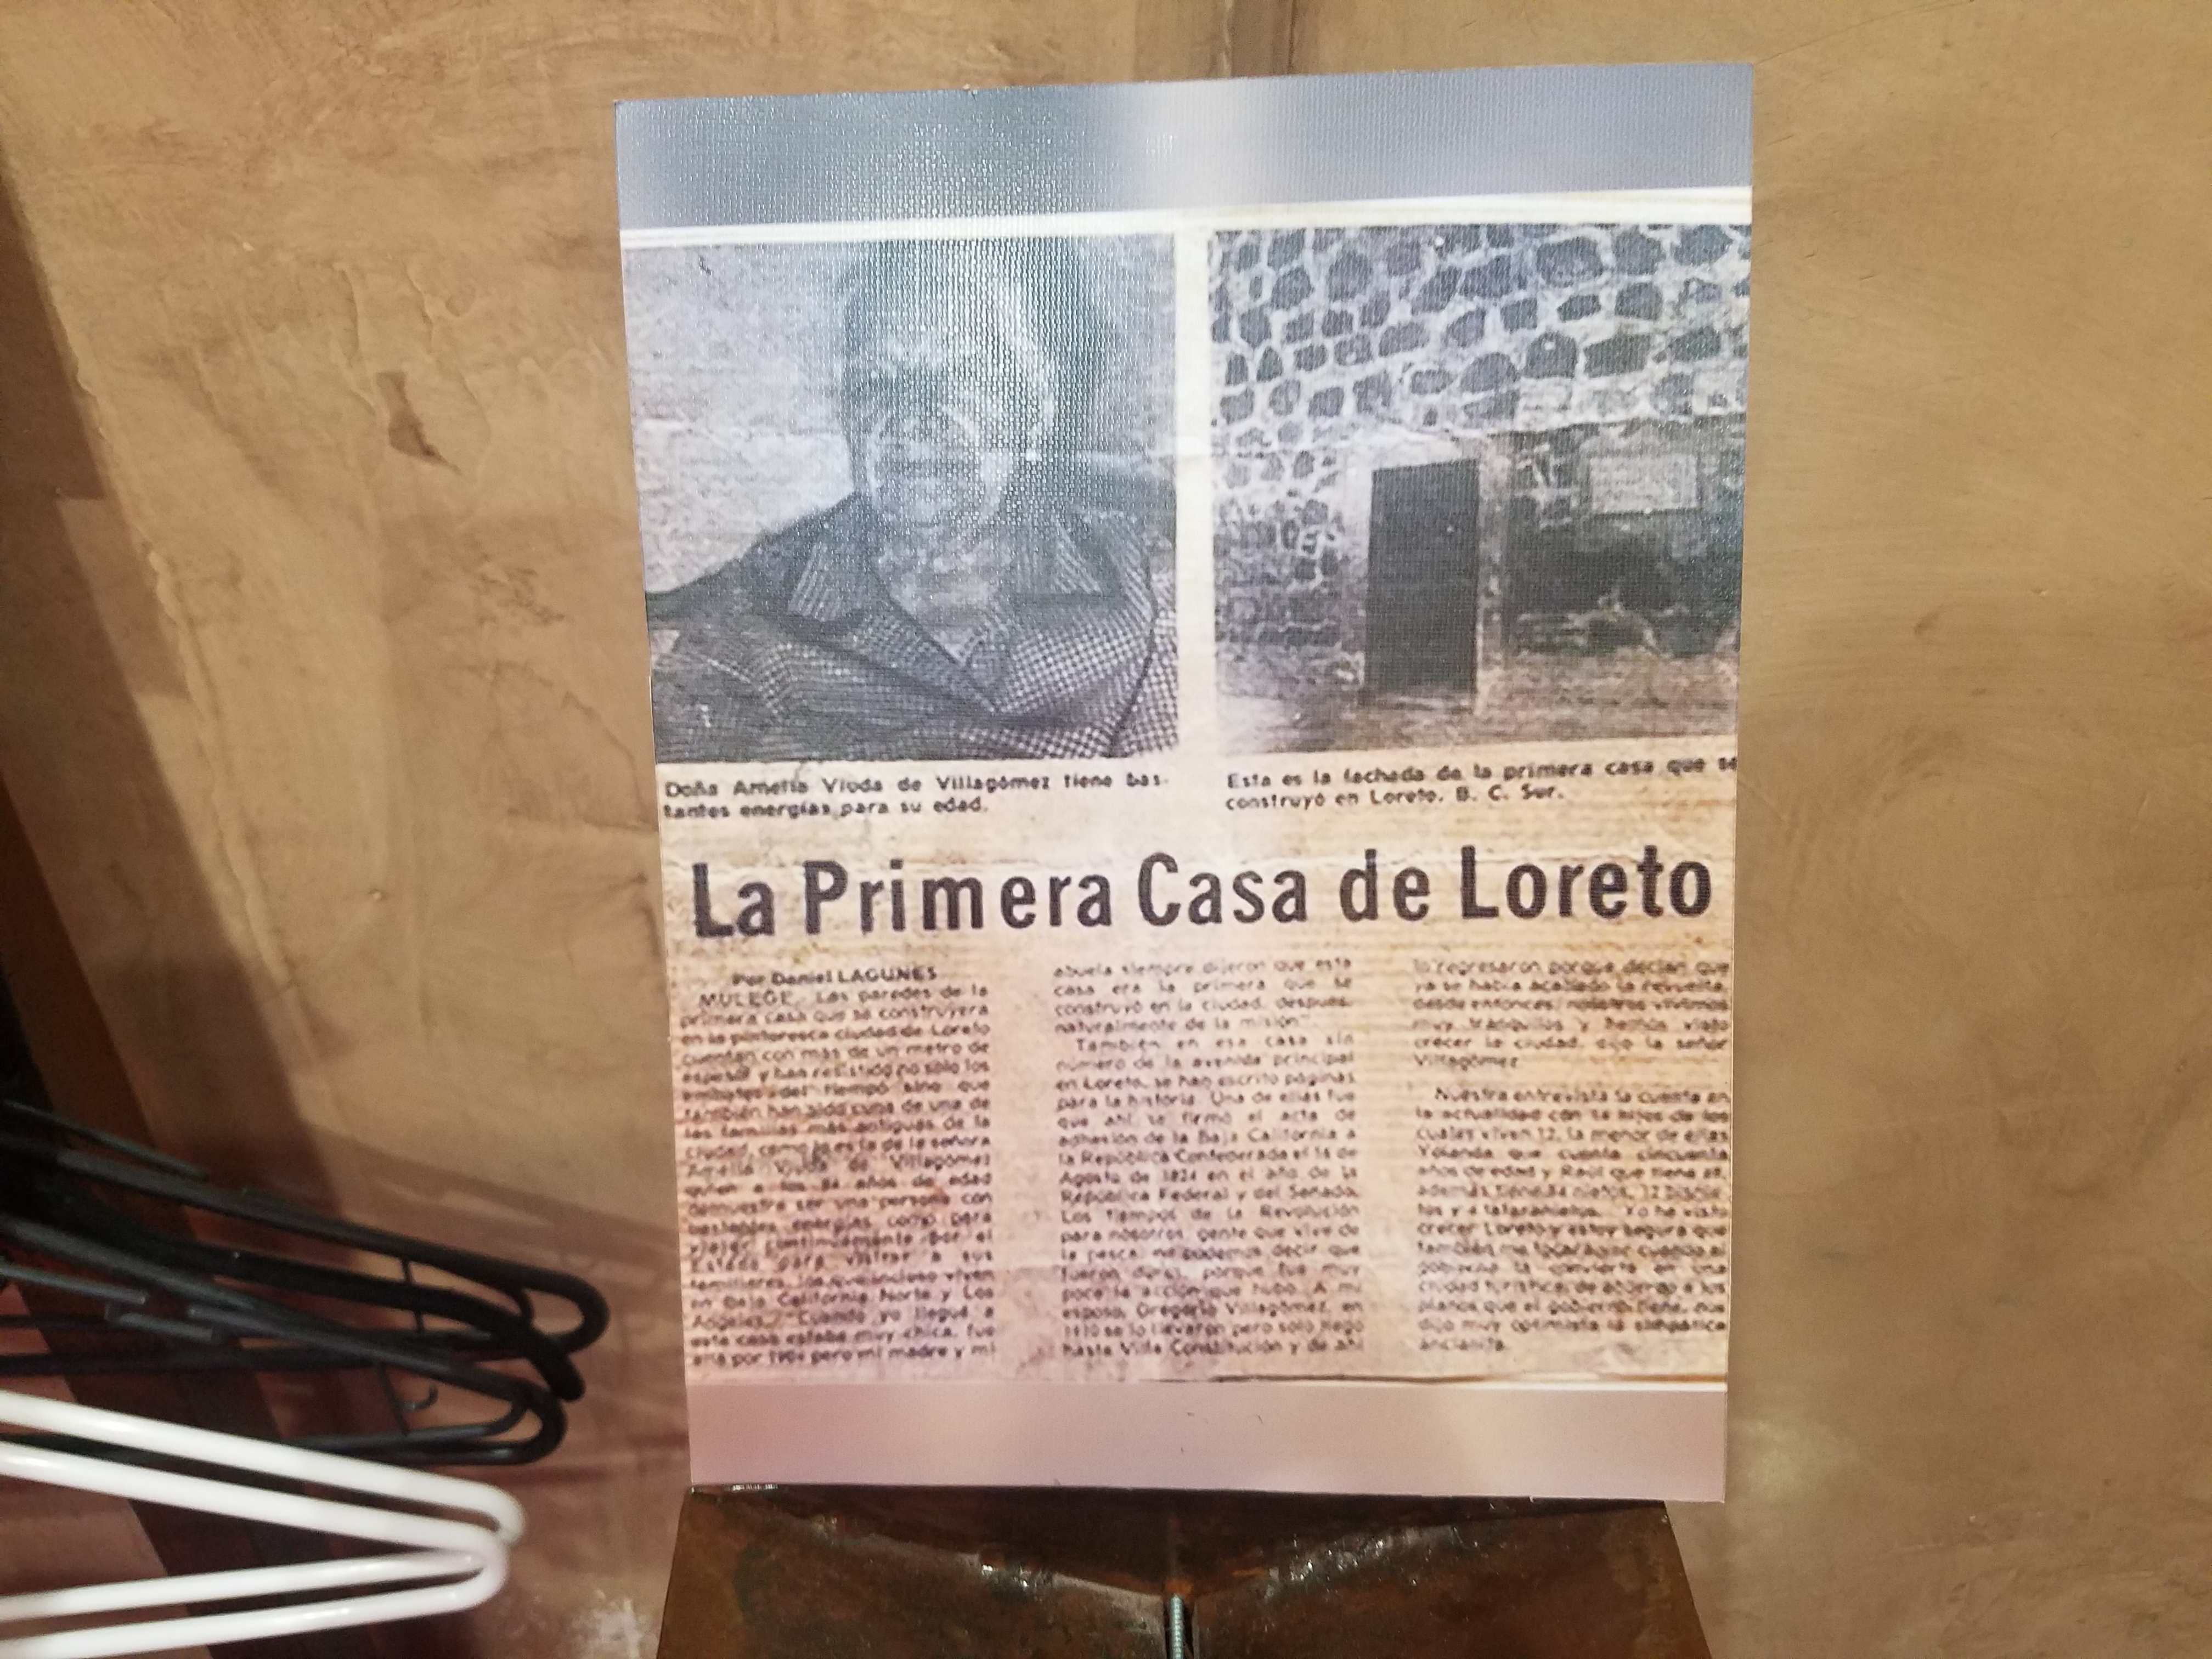 Doña Amelia Viuda de Villagómez tiene bas-
tantes energías para su edad.
Esta es la fachada de la primera casa que se
construyó en Loreto, B. C. Sur.
La Primera Casa de Loreto
Por Daniel LAGUNES
MULEGE, Las paredes de la
primera casa que se construyera
en la pintoresca ciudad de Loreto
cuentan con más de un metro de
espesor y han resistido no sólo los
embates del tiempo sino que
también han sido cuna de una de
las familias más antiguas de la
ciudad, como lo es la de la señora
Amelia Viuda de Villagómez
quien a los 84 años de edad
demuestra ser una persona con
bastantes energías como para
viajar continuamente por el
Estado para visitar a sus
familiares, los que incluso viven
en Baja California Norte y Los
Angeles. "Cuando yo llegué a
esta casa estaba muy chica, fue
allá por 1904 pero mi madre y mi
abuela siempre dijeron que esta
casa era la primera que se
construyó en la ciudad, después,
naturalmente de la misión"
También en esa casa sin
número de la avenida principal
en Loreto, se han escrito páginas
para la historia. Una de ellas fue
que ahí se firmó el acta de
adhesión de la Baja California a
la República Confederada el 16 de
Agosto de 1824 en el año de la
República Federal y del Senado.
Los tiempos de la Revolución
para nosotros, gente que vive de
la pesca, no podemos decir que
fueron duros, porque fue muy
poca la acción que hubo. A mi
esposo, Gregorio Villagómez, en
1910 se lo llevaron pero sólo llegó
hasta Villa Constitución y de ahí
lo regresaron porque decían que
ya se había acabado la revuelta,
desde entonces, nosotros vivimos
muy tranquilos y hemos visto
crecer la ciudad, dijo la señor
Villagómez
Nuestra entrevista la cuenta en
la actualidad con 14 hijos de los
cuales viven 12, la menor de ellas
Yolanda que cuenta cincuenta
años de edad y Raúl que tiene
además tiene 84 nietos, 12
y 4 tataranietos. Yo he visto
crecer Loreto y estoy segura que
también me tocará ver cuando el
gobierno la convierte en una
ciudad turística, de acuerdo a los
planos que el gobierno tiene, nos
dijo muy optimista la simpática
ancianita.